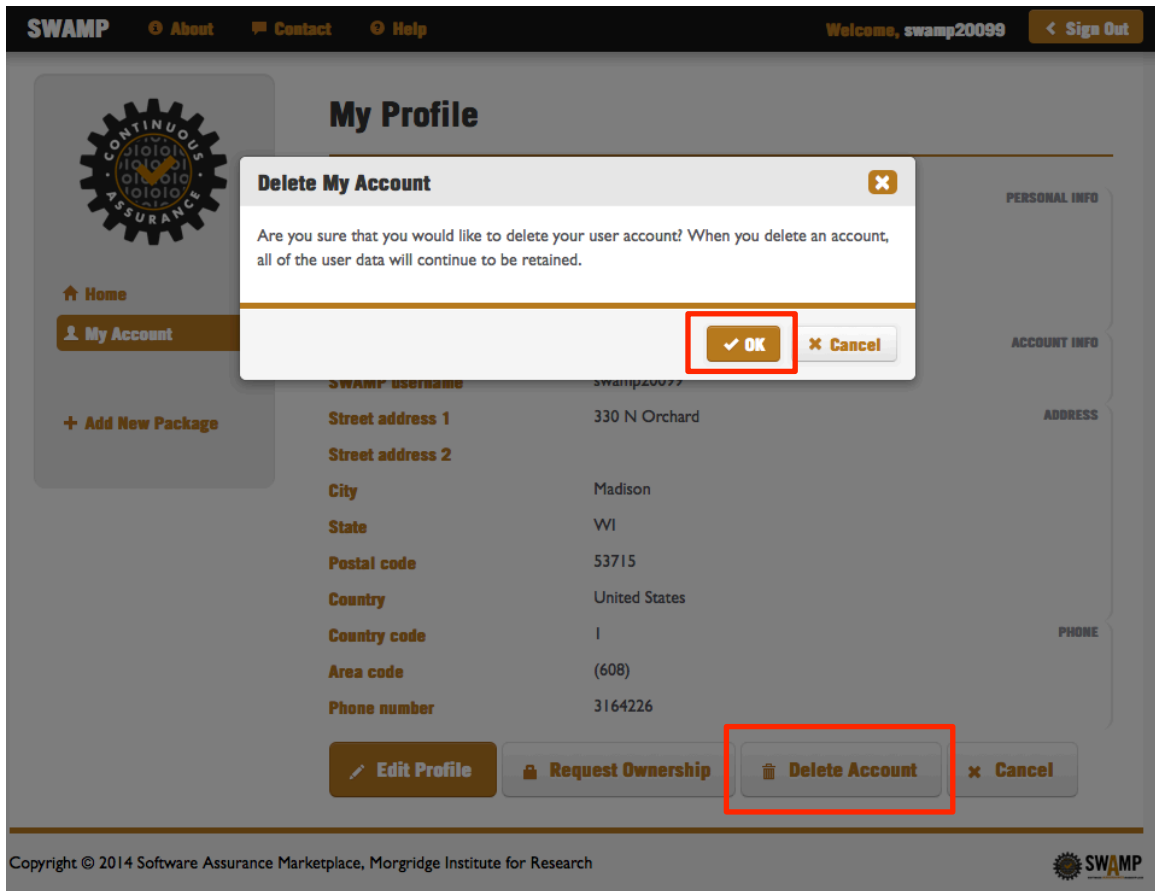 SWAMP About Contact Help Welcome, swamp20099 Sign Out
CONTINUOUS
ASSURANCE
My Profile
Delete My Account
PERSONAL INFO
Are you sure that you would like to delete your user account? When you delete an account,
all of the user data will continue to be retained.
Home
My Account
OK Cancel
ACCOUNT INFO
SWAMP username swamp20099
+ Add New Package
Street address 1 330 N Orchard ADDRESS
Street address 2
City Madison
State WI
Postal code 53715
Country United States
Country code 1 PHONE
Area code (608)
Phone number 3164226
Edit Profile Request Ownership Delete Account Cancel
Copyright © 2014 Software Assurance Marketplace, Morgridge Institute for Research SWAMP